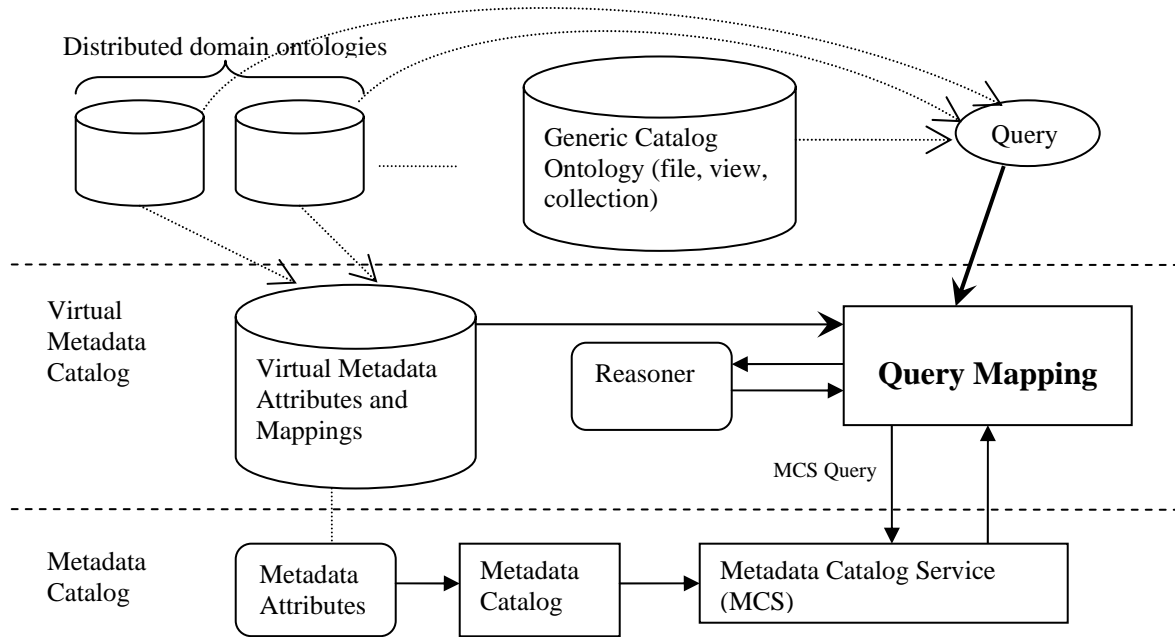 Distributed domain ontologies
Generic Catalog
Ontology (file, view,
collection)
Query
Virtual
Metadata
Catalog
Virtual Metadata
Attributes and
Mappings
Reasoner
Query Mapping
MCS Query
Metadata
Catalog
Metadata
Attributes
Metadata
Catalog
Metadata Catalog Service
(MCS)